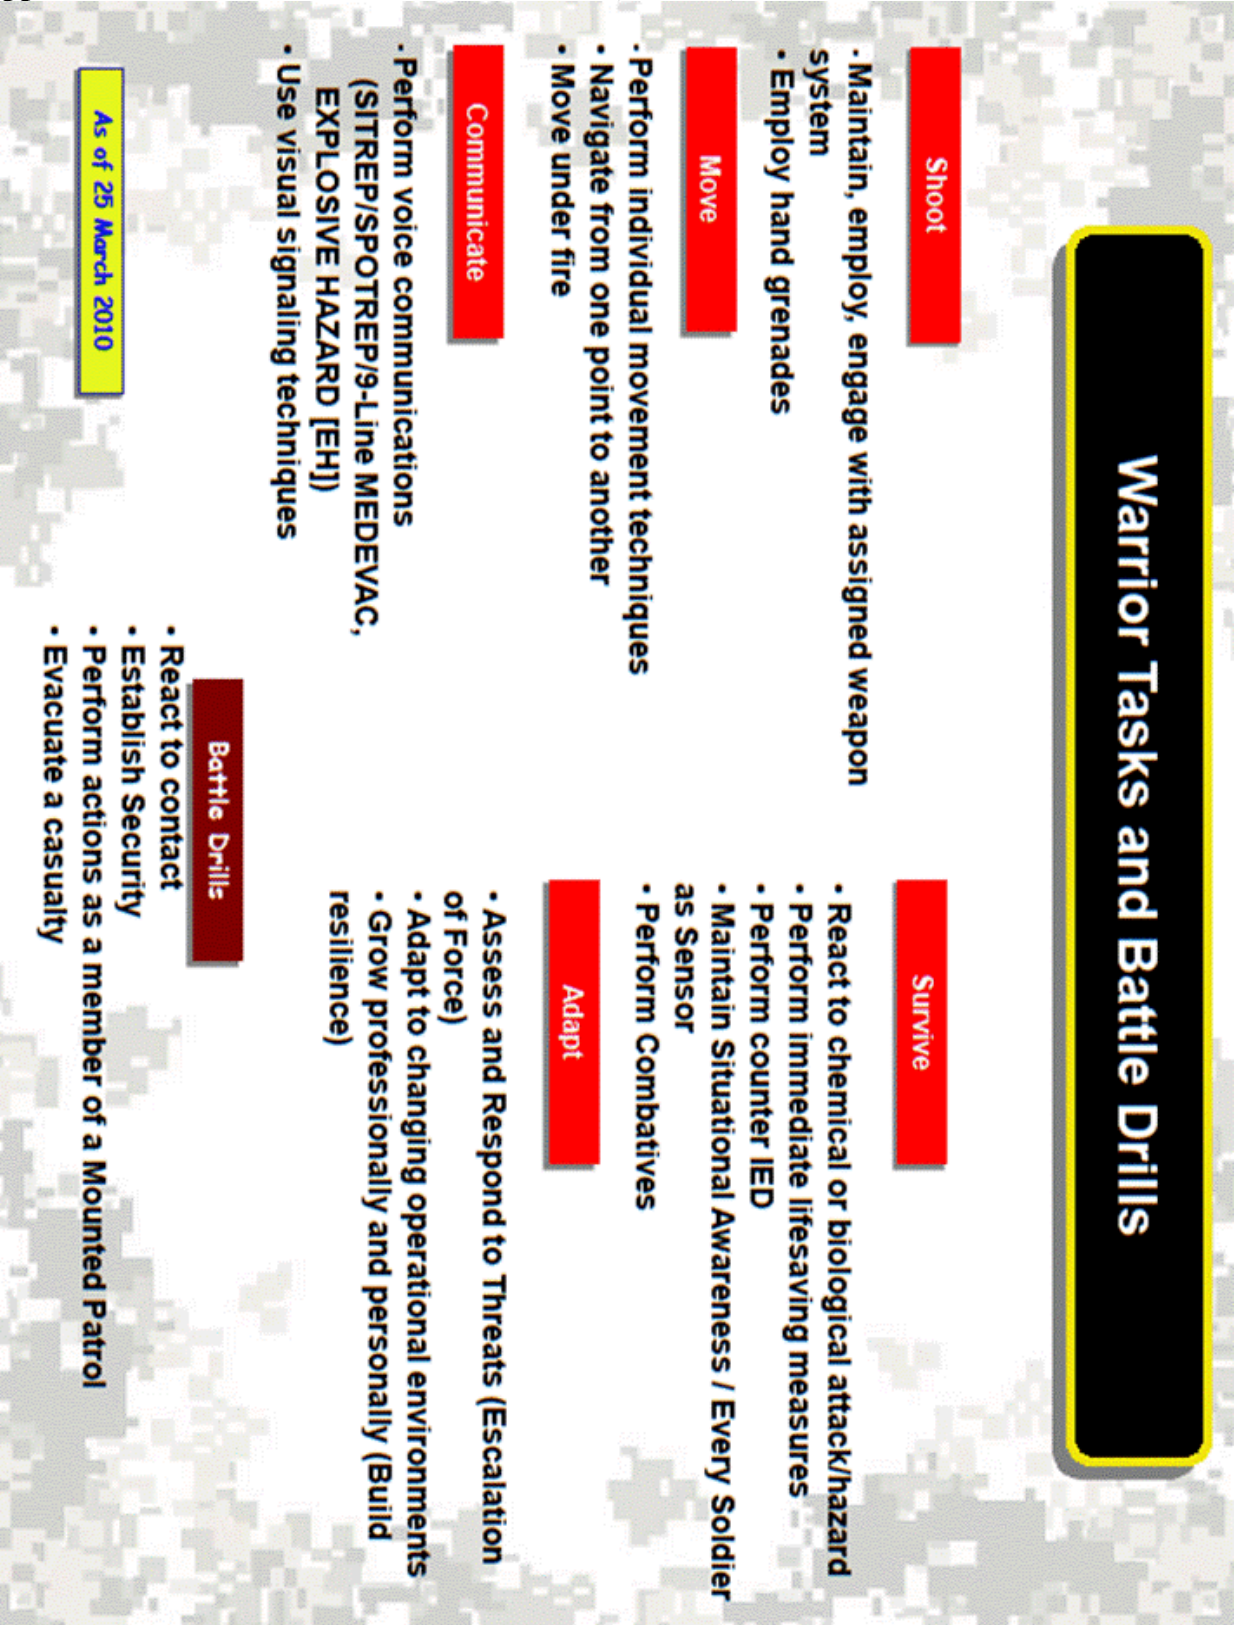 Warrior Tasks and Battle Drills
Shoot
· Maintain, employ, engage with assigned weapon
system
• Employ hand grenades
Move
· Perform individual movement techniques
• Navigate from one point to another
• Move under fire
Communicate
· Perform voice communications
(SITREP/SPOTREP/9-Line MEDEVAC,
EXPLOSIVE HAZARD [EH])
• Use visual signaling techniques
Survive
• React to chemical or biological attack/hazard
• Perform immediate lifesaving measures
• Perform counter IED
• Maintain Situational Awareness / Every Soldier
as Sensor
• Perform Combatives
Adapt
• Assess and Respond to Threats (Escalation
of Force)
• Adapt to changing operational environments
• Grow professionally and personally (Build
resilience)
Battle Drills
• React to contact
• Establish Security
• Perform actions as a member of a Mounted Patrol
• Evacuate a casualty
As of 25 March 2010